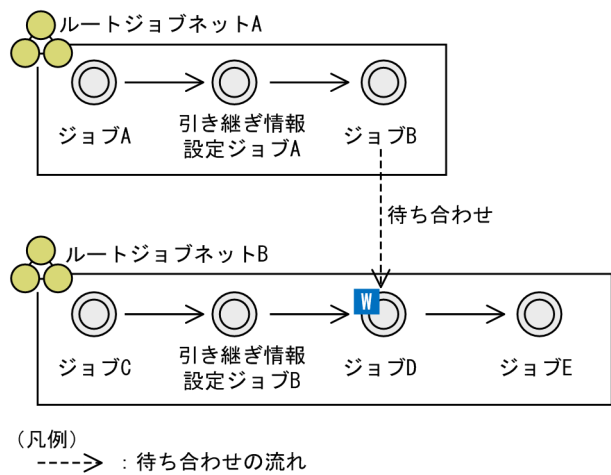 ルートジョブネットA
ジョブA
引き継ぎ情報
設定ジョブA
ジョブB
待ち合わせ
ルートジョブネットB
W
ジョブC
引き継ぎ情報
設定ジョブB
ジョブD
ジョブE
(凡例)
：待ち合わせの流れ